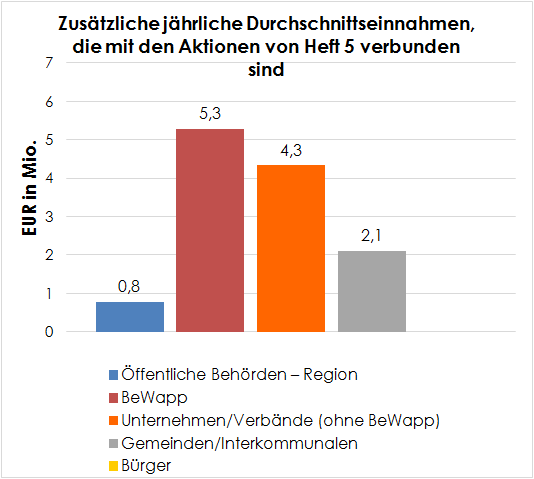 Zusätzliche jährliche Durchschnittseinnahmen,
die mit den Aktionen von Heft 5 verbunden
sind
EUR in Mio.
7
6
5
4
3
2
1
0
0,8
5,3
4,3
2,1
Öffentliche Behörden – Region
BeWapp
Unternehmen/Verbände (ohne BeWapp)
Gemeinden/Interkommunalen
Bürger